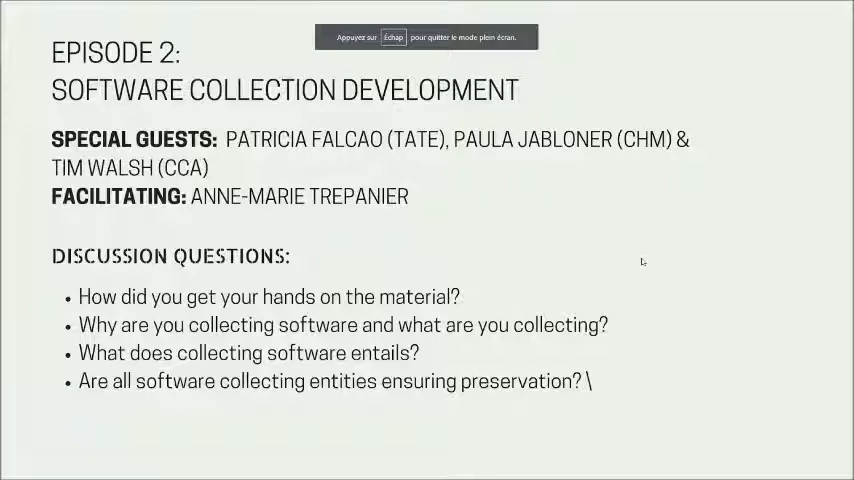 Appuyez sur Échap pour quitter le mode plein écran.
EPISODE 2:
SOFTWARE COLLECTION DEVELOPMENT
SPECIAL GUESTS: PATRICIA FALCAO (TATE), PAULA JABLONER (CHM) &
TIM WALSH (CCA)
FACILITATING: ANNE-MARIE TREPANIER
DISCUSSION QUESTIONS:
• How did you get your hands on the material?
• Why are you collecting software and what are you collecting?
• What does collecting software entails?
• Are all software collecting entities ensuring preservation? \